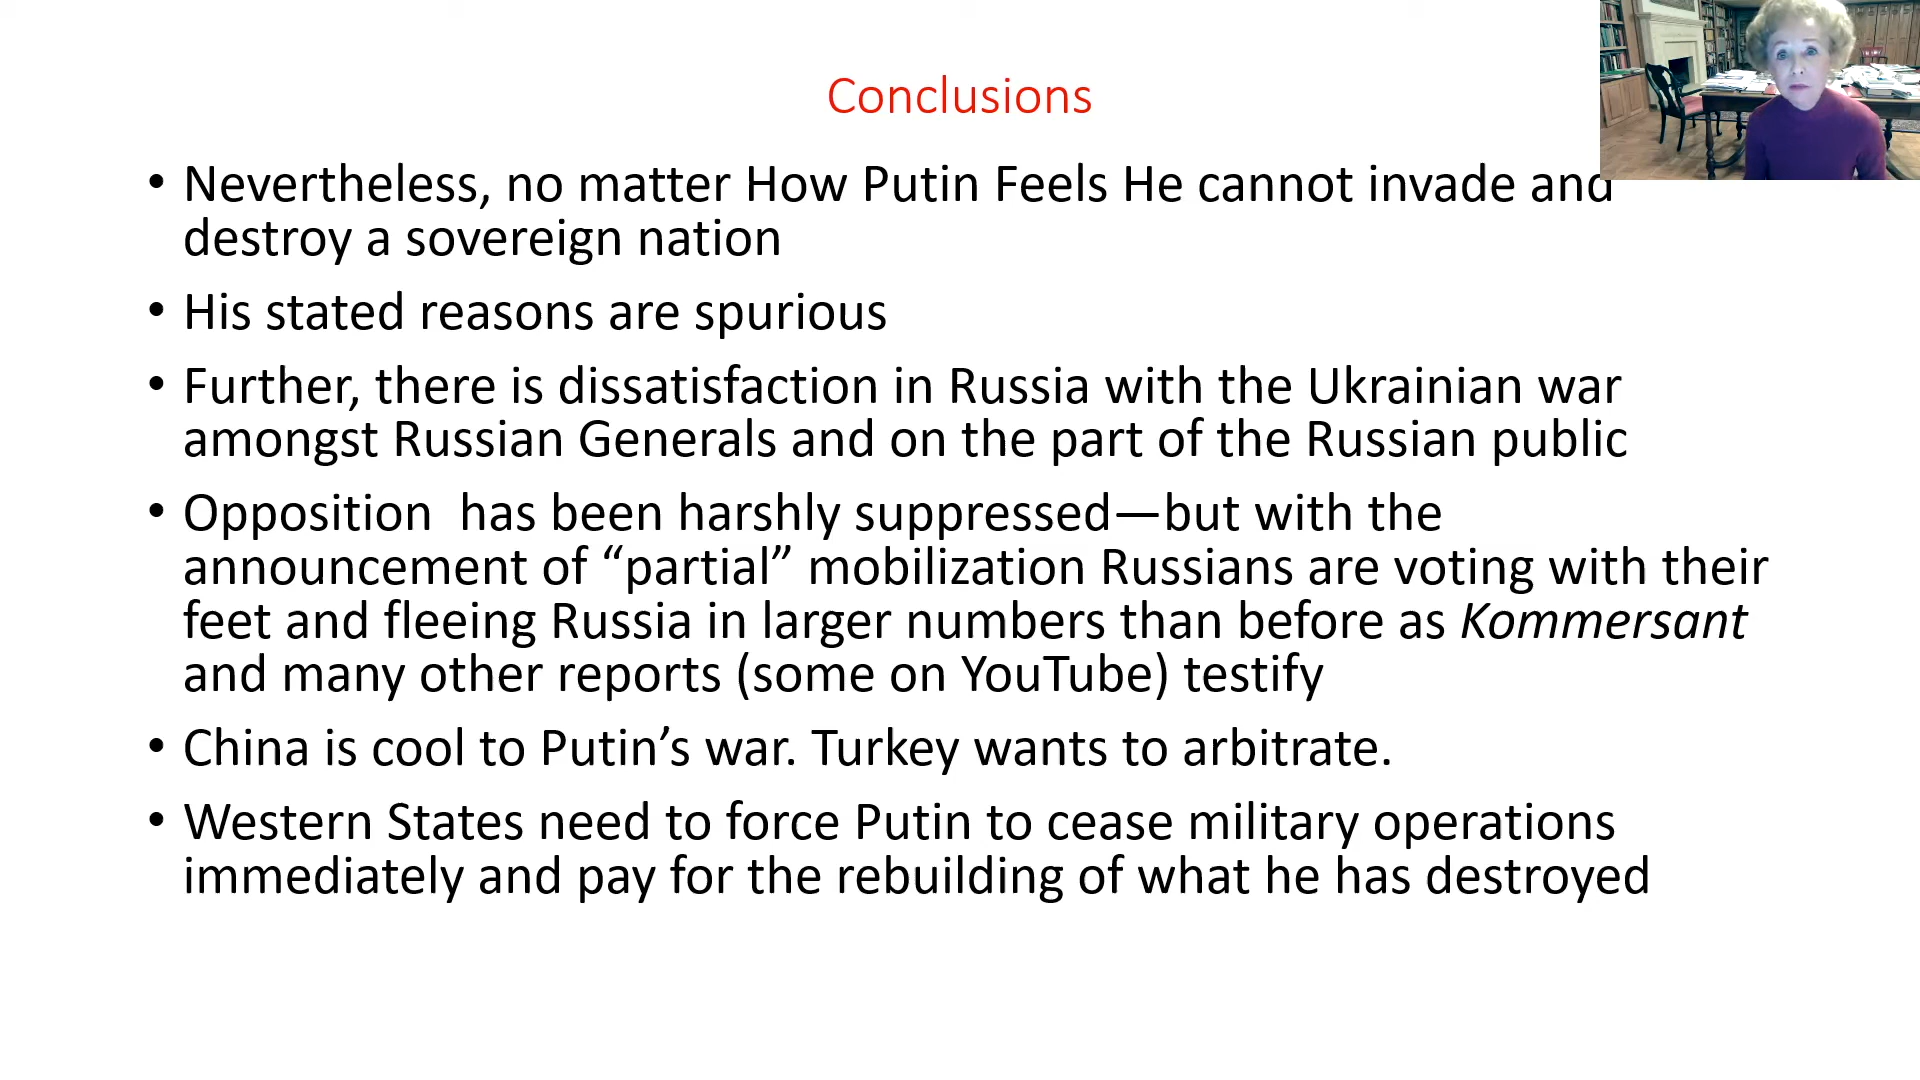 Conclusions
• Nevertheless, no matter How Putin Feels He cannot invade and
destroy a sovereign nation
• His stated reasons are spurious
• Further, there is dissatisfaction in Russia with the Ukrainian war
amongst Russian Generals and on the part of the Russian public
• Opposition  has been harshly suppressed—but with the
announcement of “partial” mobilization Russians are voting with their
feet and fleeing Russia in larger numbers than before as Kommersant
and many other reports (some on YouTube) testify
• China is cool to Putin’s war. Turkey wants to arbitrate.
• Western States need to force Putin to cease military operations
immediately and pay for the rebuilding of what he has destroyed